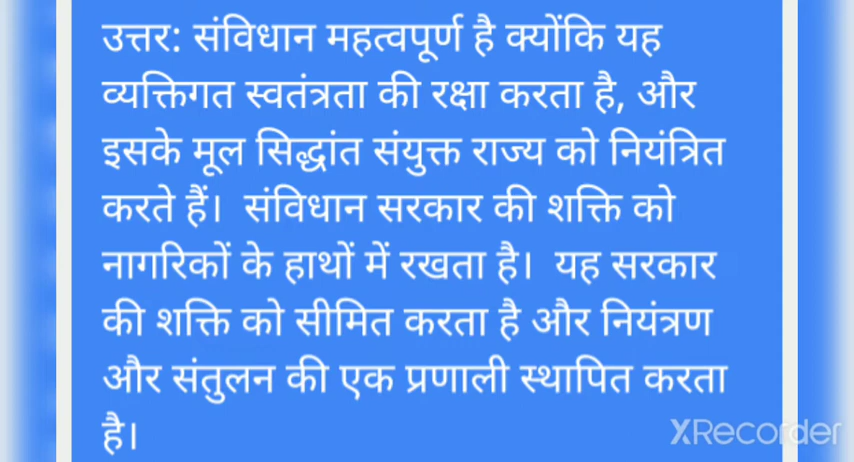 उत्तर: संविधान महत्वपूर्ण है क्योंकि यह
व्यक्तिगत स्वतंत्रता की रक्षा करता है, और
इसके मूल सिद्धांत संयुक्त राज्य को नियंत्रित
करते हैं। संविधान सरकार की शक्ति को
नागरिकों के हाथों में रखता है। यह सरकार
की शक्ति को सीमित करता है और नियंत्रण
और संतुलन की एक प्रणाली स्थापित करता
है।
XRecorder